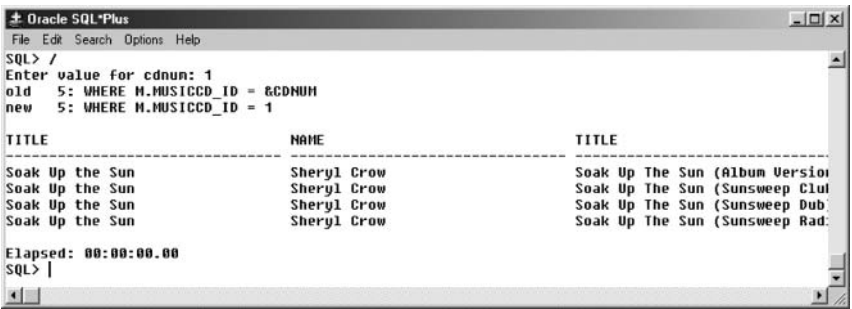 Oracle SQL*Plus
File Edit Search Options Help
SQL> /
Enter value for cdnum: 1
old 5: WHERE M.MUSICCD_ID = &CDNUM
new 5: WHERE M.MUSICCD_ID = 1
TITLE NAME TITLE
-------------------------------- -------------------------------- ------------------------------
Soak Up the Sun Sheryl Crow Soak Up The Sun (Album Version
Soak Up the Sun Sheryl Crow Soak Up The Sun (Sunsweep Clu
Soak Up the Sun Sheryl Crow Soak Up The Sun (Sunsweep Dub
Soak Up the Sun Sheryl Crow Soak Up The Sun (Sunsweep Rad
Elapsed: 00:00:00.00
SQL>